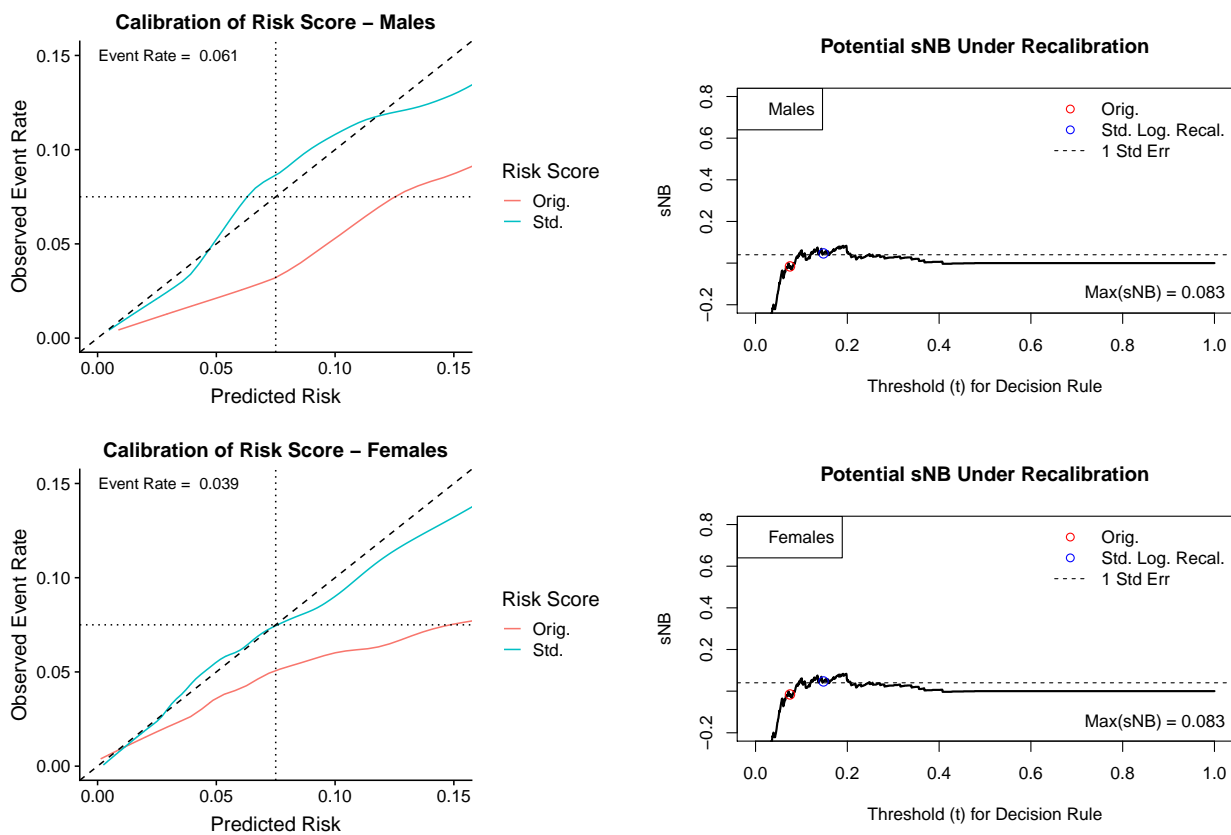 Calibration of Risk Score – Males
Event Rate = 0.061
0.15
0.10
0.05
0.00
Observed Event Rate
0.00 0.05 0.10 0.15
Predicted Risk
Risk Score
Orig.
Std.
Potential sNB Under Recalibration
Males
Orig.
Std. Log. Recal.
1 Std Err
0.8
0.6
0.4
0.2
0.0
−0.2
sNB
Max(sNB) = 0.083
0.0 0.2 0.4 0.6 0.8 1.0
Threshold (t) for Decision Rule
Calibration of Risk Score – Females
Event Rate = 0.039
0.15
0.10
0.05
0.00
Observed Event Rate
0.00 0.05 0.10 0.15
Predicted Risk
Risk Score
Orig.
Std.
Potential sNB Under Recalibration
Females
Orig.
Std. Log. Recal.
1 Std Err
0.8
0.6
0.4
0.2
0.0
−0.2
sNB
Max(sNB) = 0.083
0.0 0.2 0.4 0.6 0.8 1.0
Threshold (t) for Decision Rule